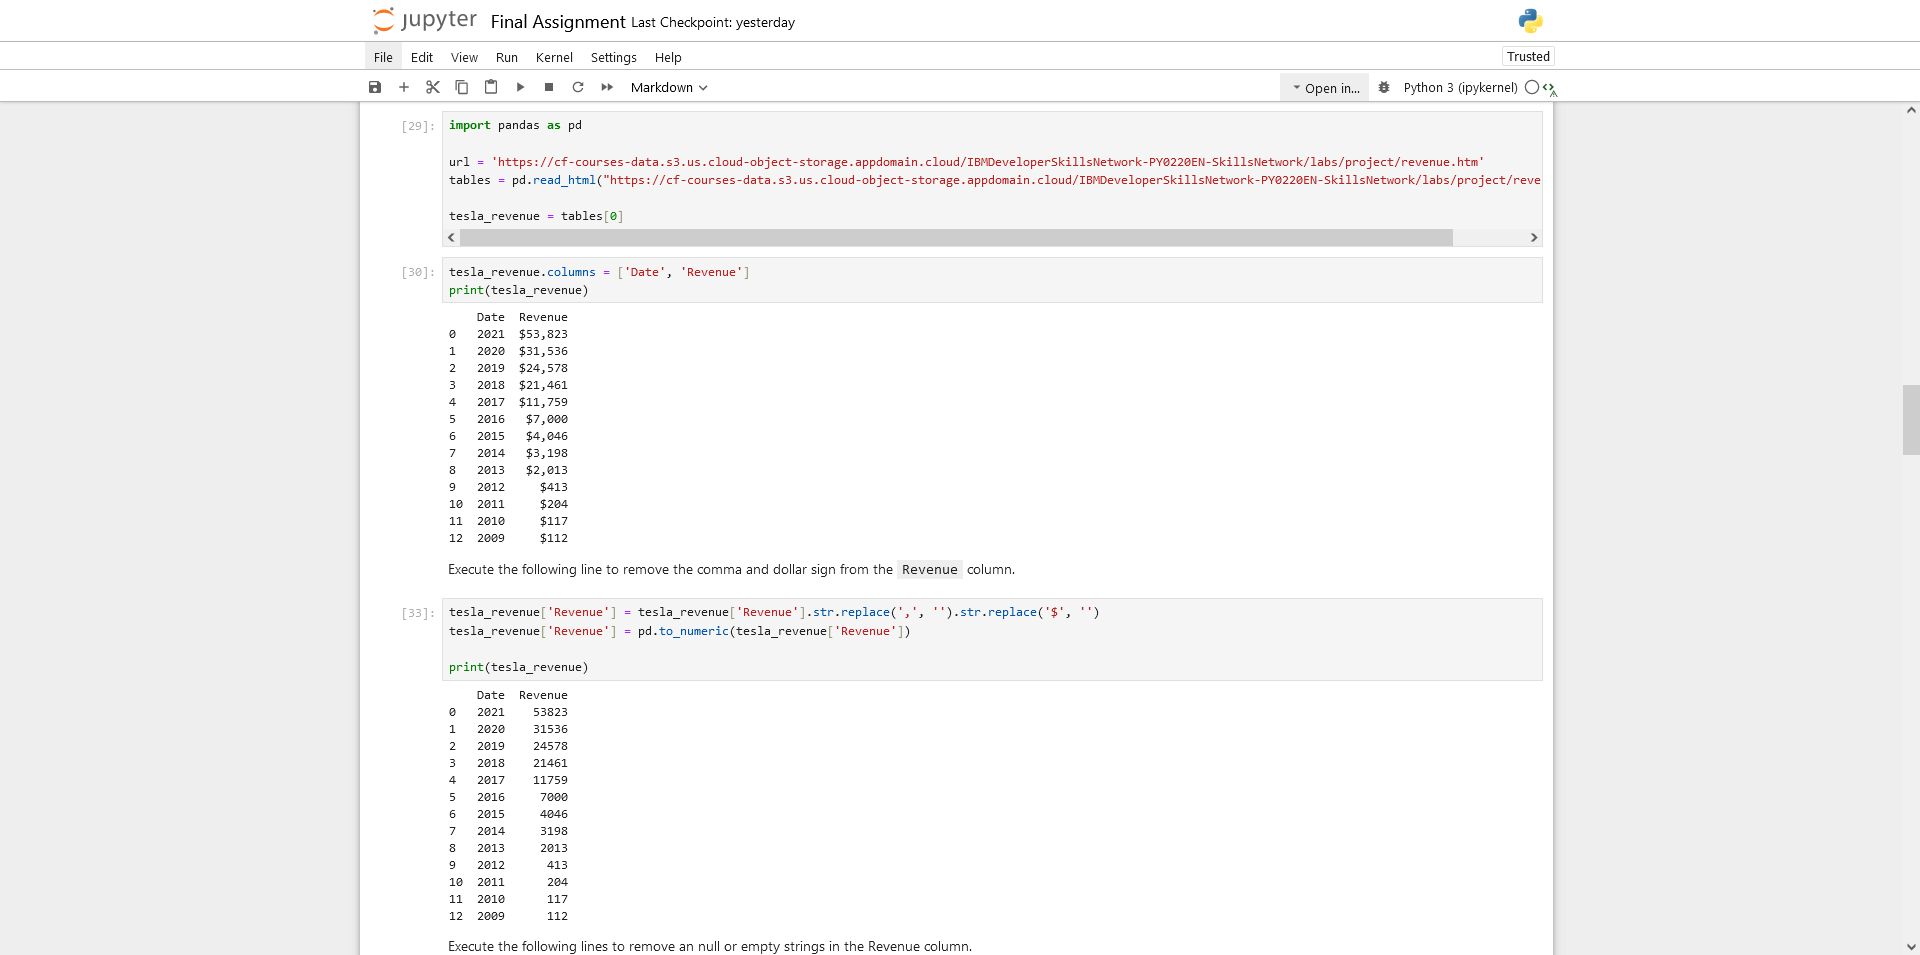 jupyter Final Assignment Last Checkpoint: yesterday
File Edit View Run Kernel Settings Help Trusted
Markdown Open in... Python 3 (ipykernel)
[29]: import pandas as pd
url = 'https://cf-courses-data.s3.us.cloud-object-storage.appdomain.cloud/IBMDeveloperSkillsNetwork-PY0220EN-SkillsNetwork/labs/project/revenue.htm'
tables = pd.read_html("https://cf-courses-data.s3.us.cloud-object-storage.appdomain.cloud/IBMDeveloperSkillsNetwork-PY0220EN-SkillsNetwork/labs/project/reve
tesla_revenue = tables[0]
[30]: tesla_revenue.columns = ['Date', 'Revenue']
print(tesla_revenue)
Date Revenue
0 2021 $53,823
1 2020 $31,536
2 2019 $24,578
3 2018 $21,461
4 2017 $11,759
5 2016 $7,000
6 2015 $4,046
7 2014 $3,198
8 2013 $2,013
9 2012 $413
10 2011 $204
11 2010 $117
12 2009 $112
Execute the following line to remove the comma and dollar sign from the Revenue column.
[33]: tesla_revenue['Revenue'] = tesla_revenue['Revenue'].str.replace(',', '').str.replace('$', '')
tesla_revenue['Revenue'] = pd.to_numeric(tesla_revenue['Revenue'])
print(tesla_revenue)
Date Revenue
0 2021 53823
1 2020 31536
2 2019 24578
3 2018 21461
4 2017 11759
5 2016 7000
6 2015 4046
7 2014 3198
8 2013 2013
9 2012 413
10 2011 204
11 2010 117
12 2009 112
Execute the following lines to remove an null or empty strings in the Revenue column.